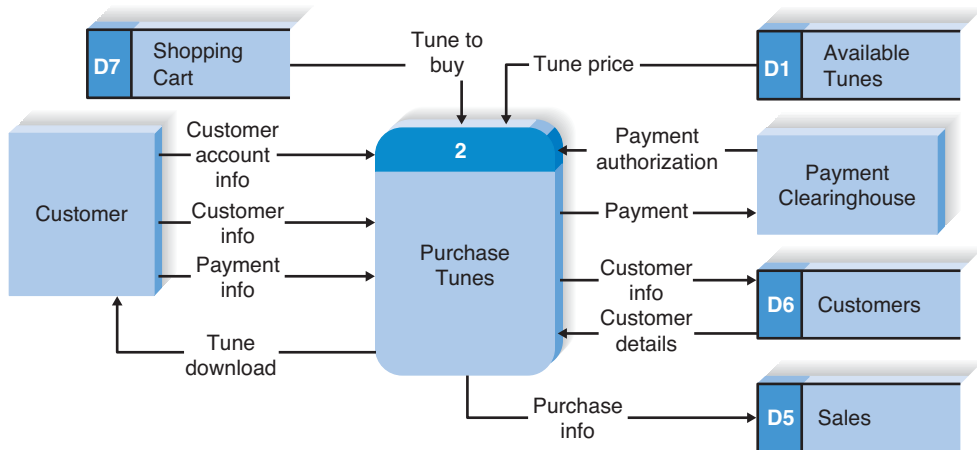 D7
Shopping
Cart
Tune to
buy
Tune price
D1
Available
Tunes
Customer
Customer
account
info
Customer
info
Payment
info
Tune
download
2
Purchase
Tunes
Payment
authorization
Payment
Payment
Clearinghouse
Customer
info
Customer
details
D6
Customers
Purchase
info
D5
Sales